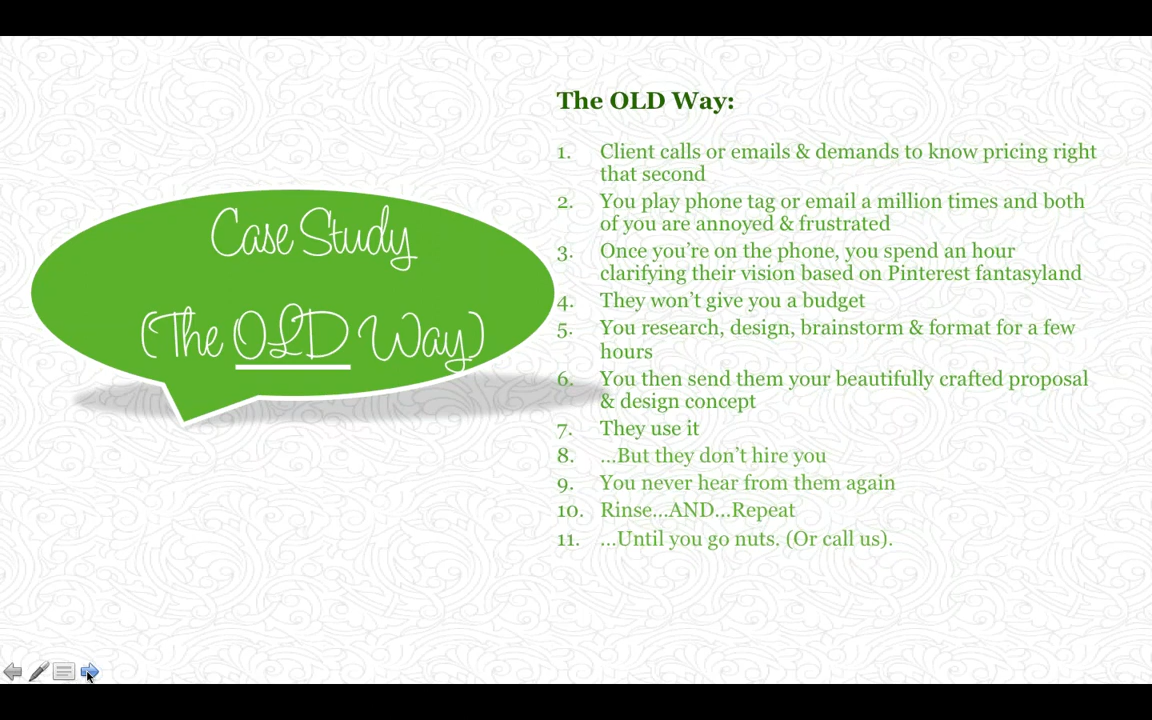 Case Study
(The OLD Way)
The OLD Way:
1. Client calls or emails & demands to know pricing right
that second
2. You play phone tag or email a million times and both
of you are annoyed & frustrated
3. Once you’re on the phone, you spend an hour
clarifying their vision based on Pinterest fantasyland
4. They won’t give you a budget
5. You research, design, brainstorm & format for a few
hours
6. You then send them your beautifully crafted proposal
& design concept
7. They use it
8. …But they don’t hire you
9. You never hear from them again
10. Rinse…AND…Repeat
11. …Until you go nuts. (Or call us).